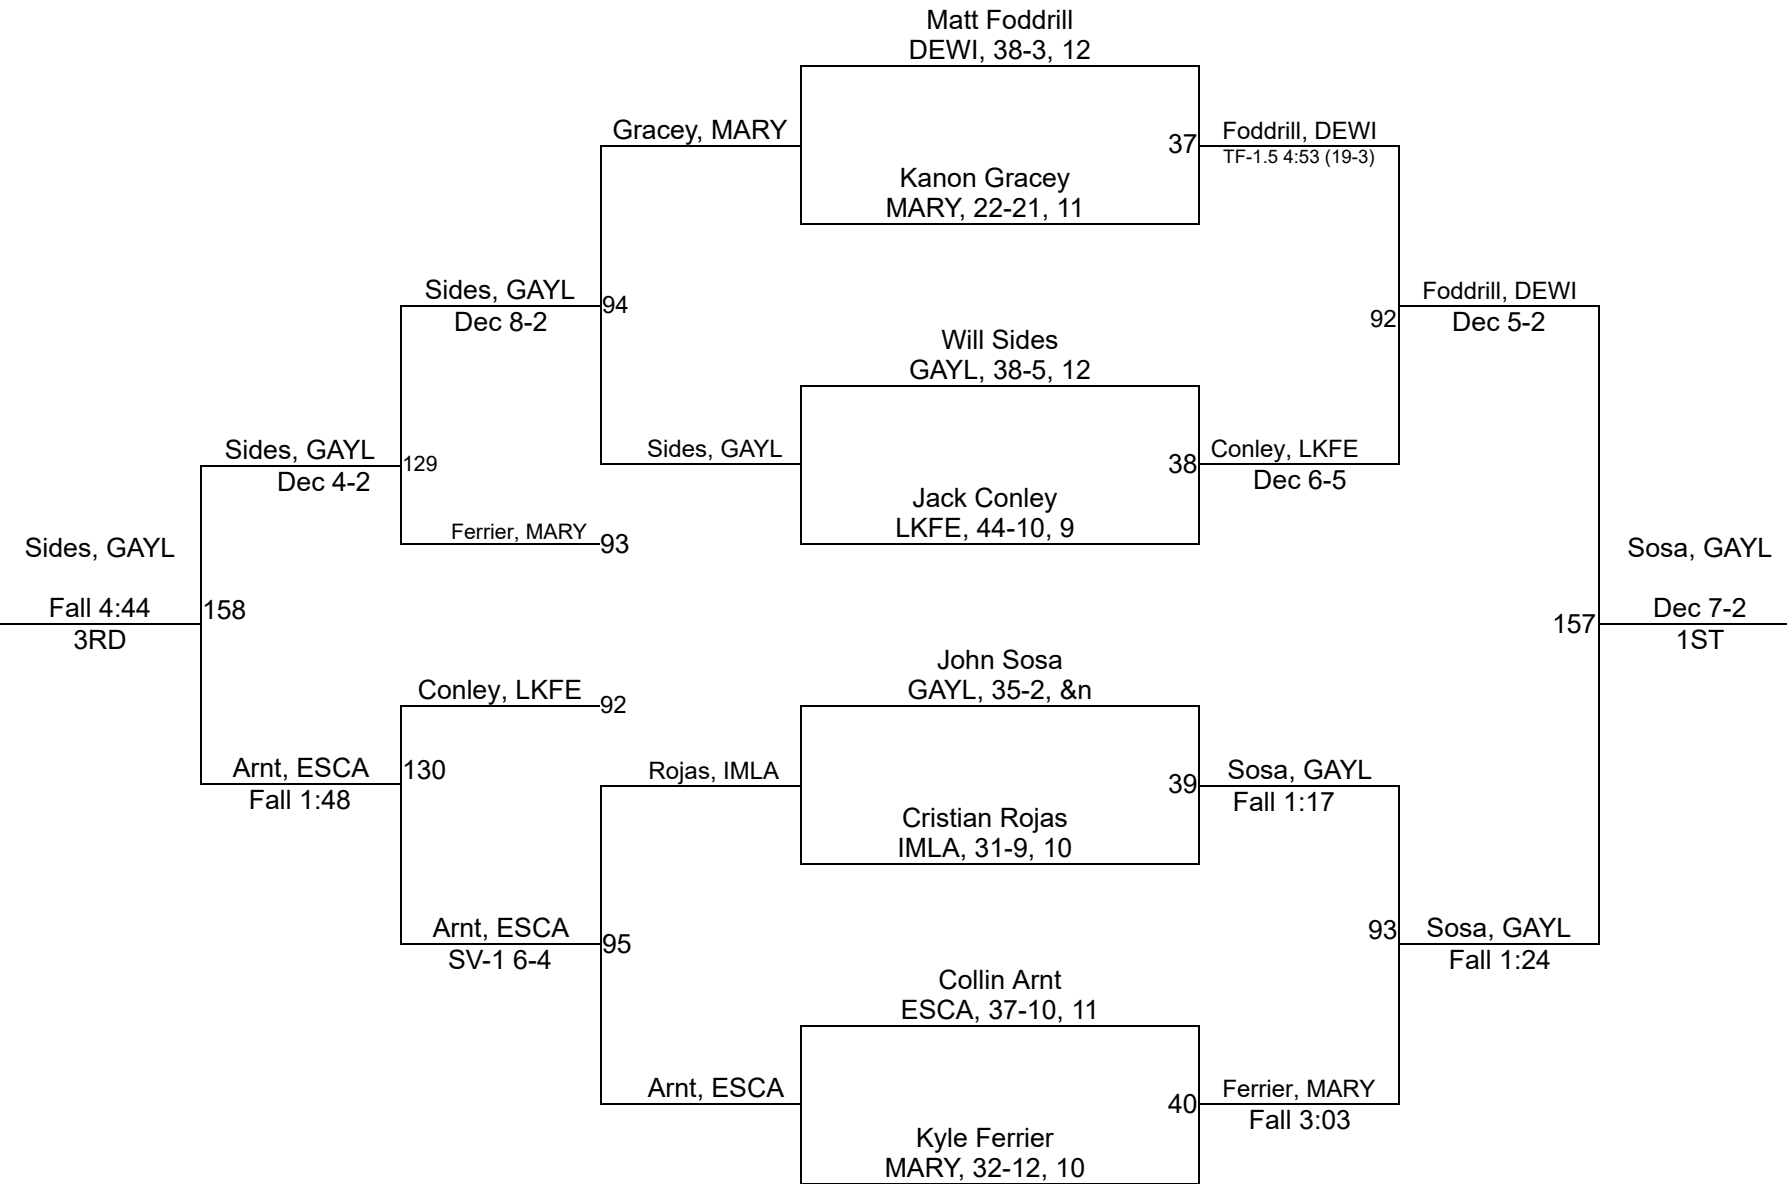 Matt Foddrill
DEWI, 38-3, 12
Gracey, MARY
37
Foddrill, DEWI
TF-1.5 4:53 (19-3)
Kanon Gracey
MARY, 22-21, 11
Sides, GAYL
Dec 8-2
94
Foddrill, DEWI
Dec 5-2
92
Will Sides
GAYL, 38-5, 12
Sides, GAYL
Dec 4-2
129
Sides, GAYL
38
Conley, LKFE
Dec 6-5
Jack Conley
LKFE, 44-10, 9
Ferrier, MARY
93
Sides, GAYL
Fall 4:44
3RD
158
Sosa, GAYL
Dec 7-2
1ST
157
John Sosa
GAYL, 35-2, &n
Conley, LKFE
92
Arnt, ESCA
Fall 1:48
130
Rojas, IMLA
39
Sosa, GAYL
Fall 1:17
Cristian Rojas
IMLA, 31-9, 10
Arnt, ESCA
SV-1 6-4
95
93
Sosa, GAYL
Fall 1:24
Collin Arnt
ESCA, 37-10, 11
Arnt, ESCA
40
Ferrier, MARY
Fall 3:03
Kyle Ferrier
MARY, 32-12, 10